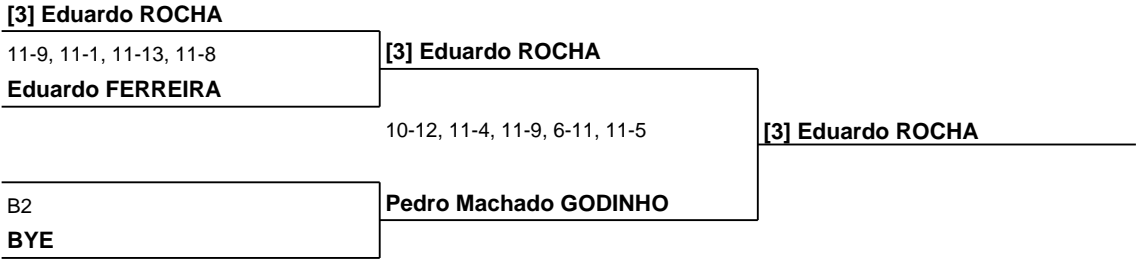 [3] Eduardo ROCHA
11-9, 11-1, 11-13, 11-8
[3] Eduardo ROCHA
Eduardo FERREIRA
10-12, 11-4, 11-9, 6-11, 11-5
[3] Eduardo ROCHA
B2
Pedro Machado GODINHO
BYE